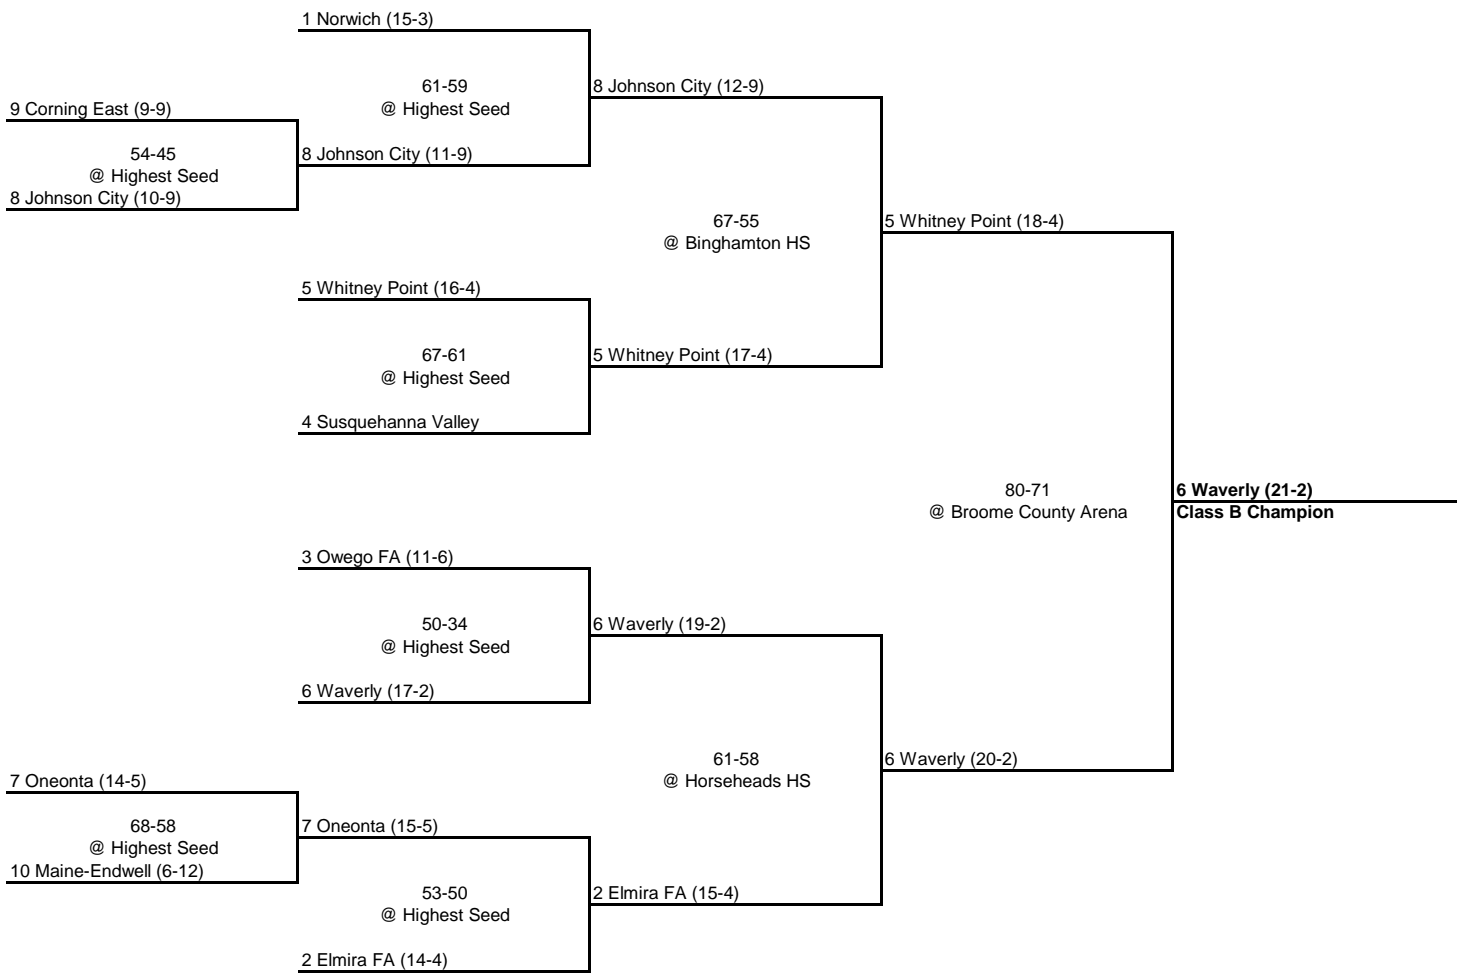 1 Norwich (15-3)
61-59
@ Highest Seed
8 Johnson City (12-9)
9 Corning East (9-9)
54-45
@ Highest Seed
8 Johnson City (11-9)
8 Johnson City (10-9)
67-55
@ Binghamton HS
5 Whitney Point (18-4)
5 Whitney Point (16-4)
67-61
@ Highest Seed
5 Whitney Point (17-4)
4 Susquehanna Valley
80-71
@ Broome County Arena
6 Waverly (21-2)
Class B Champion
3 Owego FA (11-6)
50-34
@ Highest Seed
6 Waverly (19-2)
6 Waverly (17-2)
61-58
@ Horseheads HS
6 Waverly (20-2)
7 Oneonta (14-5)
68-58
@ Highest Seed
7 Oneonta (15-5)
10 Maine-Endwell (6-12)
53-50
@ Highest Seed
2 Elmira FA (15-4)
2 Elmira FA (14-4)